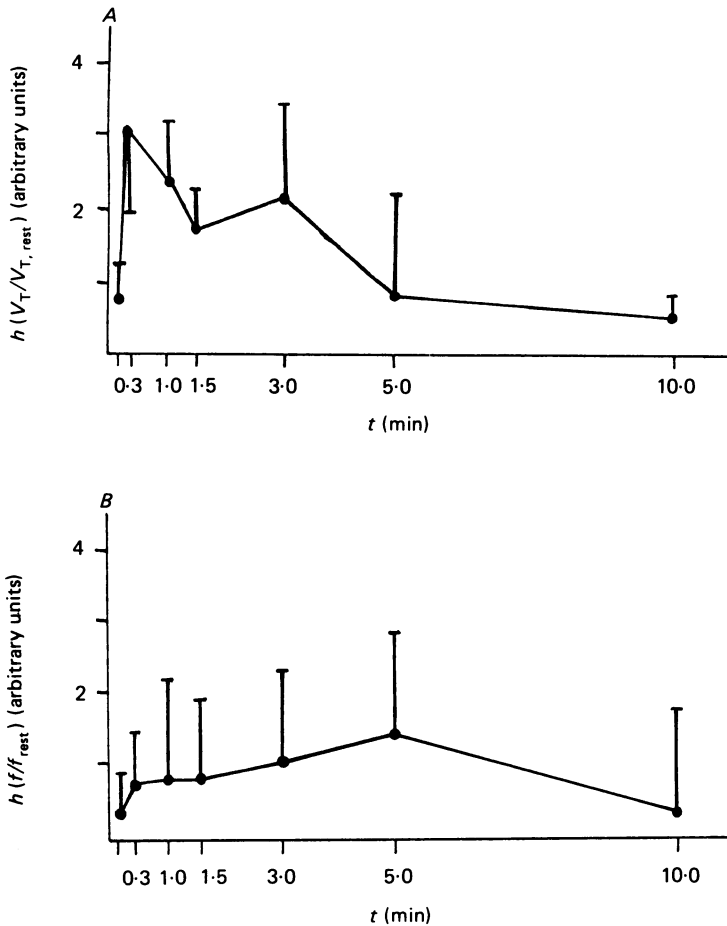 A
h (V_T/V_T,rest) (arbitrary units)
4
2
0·3 1·0 1·5 3·0 5·0 10·0
t (min)
B
h (f/f_rest) (arbitrary units)
4
2
0·3 1·0 1·5 3·0 5·0 10·0
t (min)